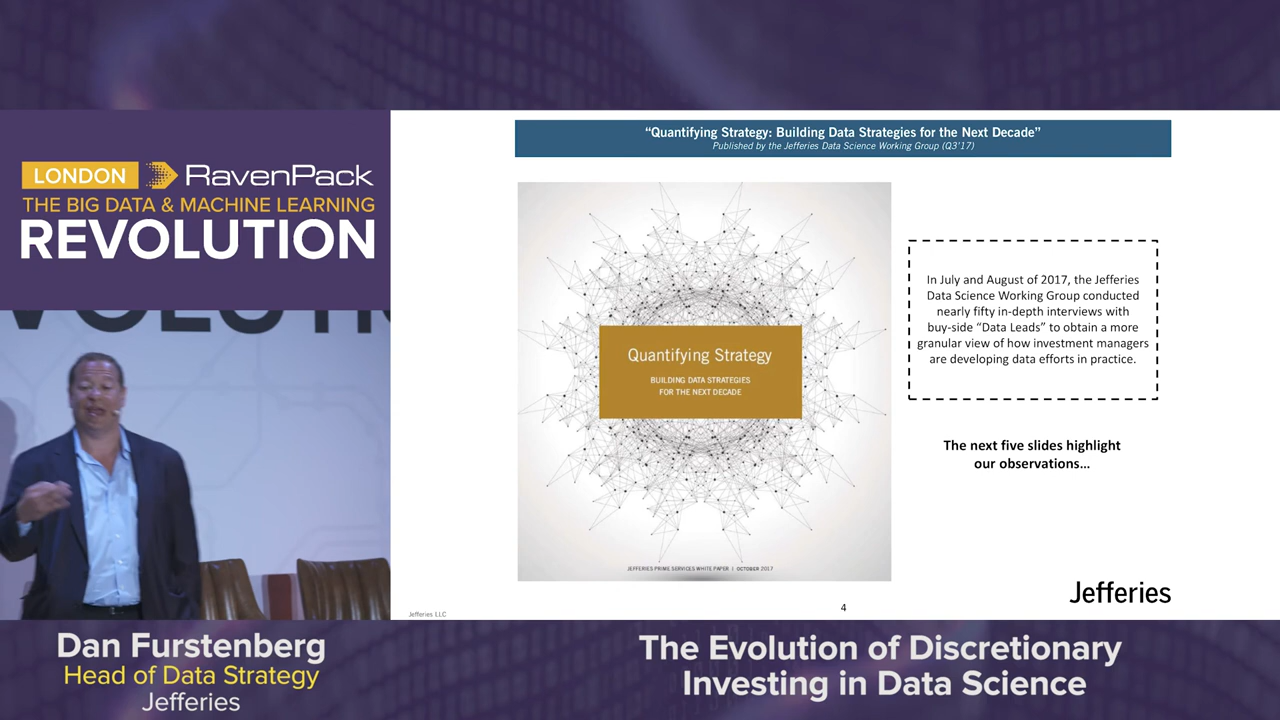 LONDON RavenPack
THE BIG DATA & MACHINE LEARNING
REVOLUTION
“Quantifying Strategy: Building Data Strategies for the Next Decade”
Published by the Jefferies Data Science Working Group (Q3'17)
Quantifying Strategy
BUILDING DATA STRATEGIES
FOR THE NEXT DECADE
JEFFERIES PRIME SERVICES WHITE PAPER | OCTOBER 2017
In July and August of 2017, the Jefferies
Data Science Working Group conducted
nearly fifty in-depth interviews with
buy-side “Data Leads” to obtain a more
granular view of how investment managers
are developing data efforts in practice.
The next five slides highlight
our observations…
Jefferies
Jefferies LLC
4
Dan Furstenberg
Head of Data Strategy
Jefferies
The Evolution of Discretionary
Investing in Data Science